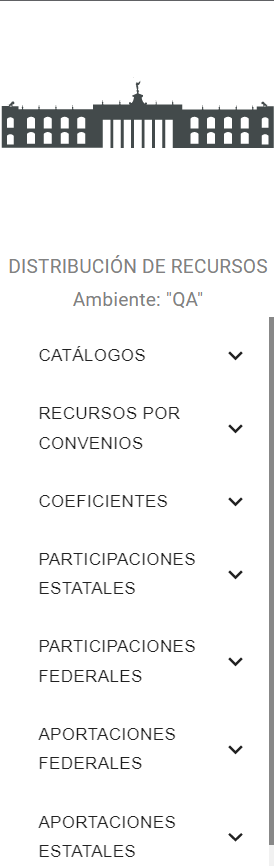 DISTRIBUCIÓN DE RECURSOS
Ambiente: "QA"
CATÁLOGOS
RECURSOS POR
CONVENIOS
COEFICIENTES
PARTICIPACIONES
ESTATALES
PARTICIPACIONES
FEDERALES
APORTACIONES
FEDERALES
APORTACIONES
ESTATALES